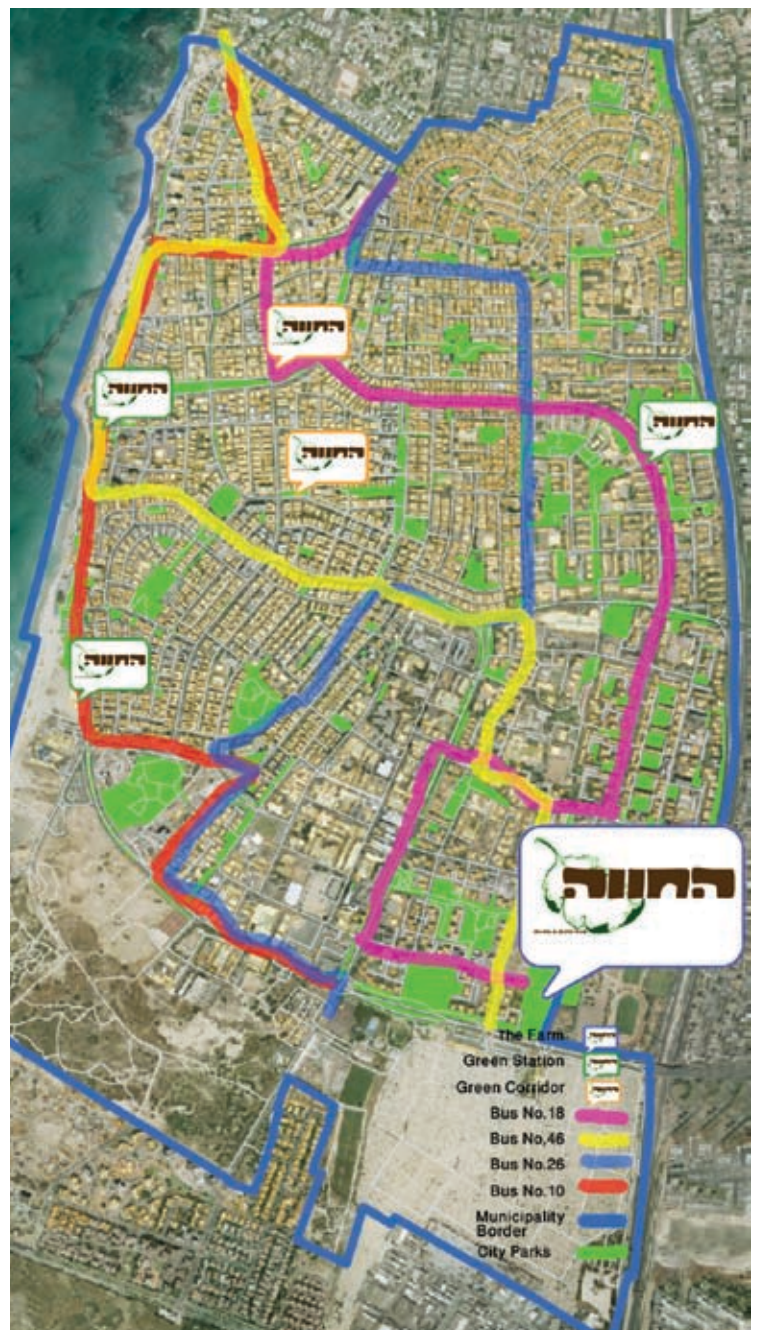 החווה
החווה
החווה
החווה
החווה
החווה
The Farm
Green Station
Green Corridor
Bus No.18
Bus No,46
Bus No.26
Bus No.10
Municipality
Border
City Parks